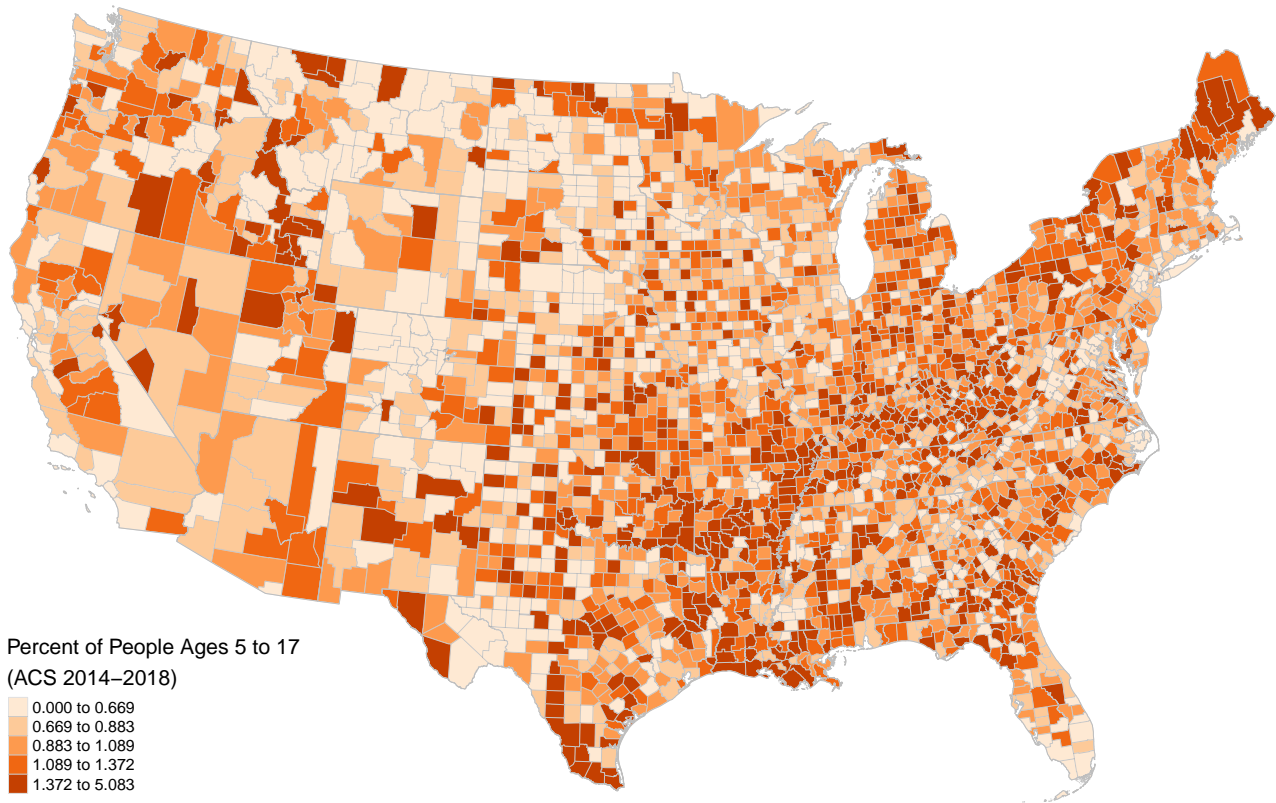 Percent of People Ages 5 to 17
(ACS 2014–2018)
0.000 to 0.669
0.669 to 0.883
0.883 to 1.089
1.089 to 1.372
1.372 to 5.083